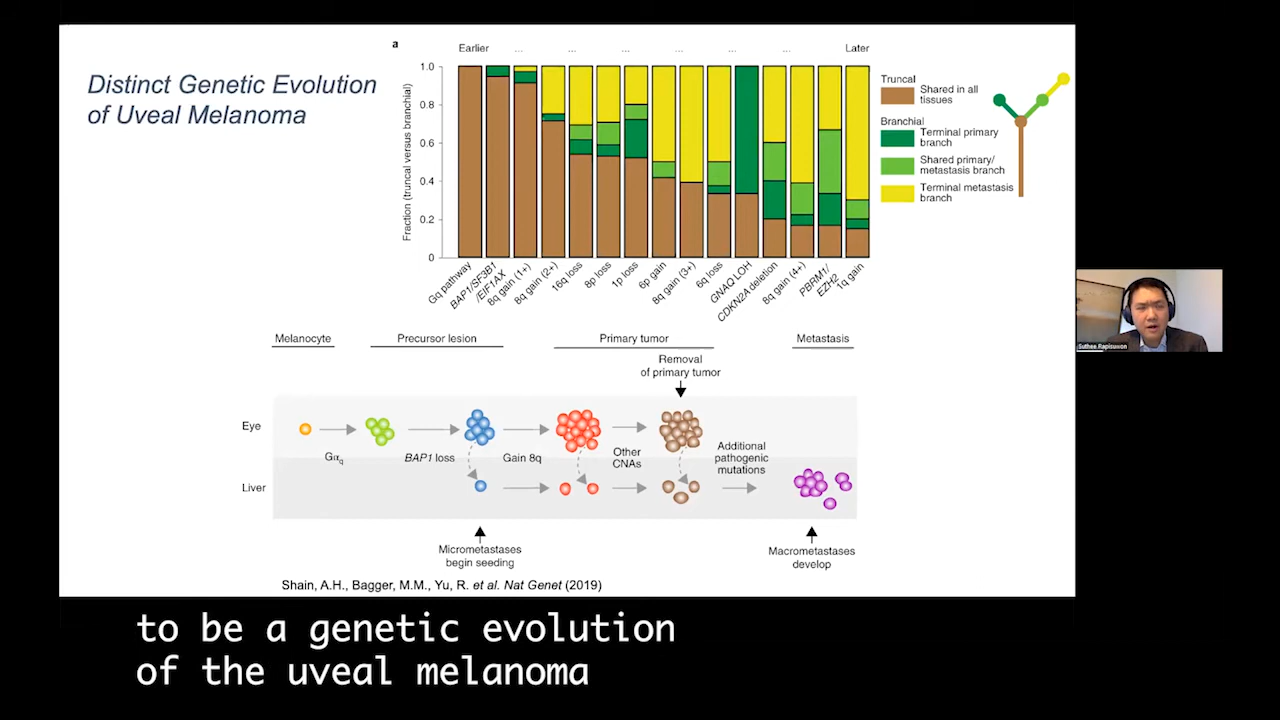 Distinct Genetic Evolution
of Uveal Melanoma
a
Earlier ... ... ... ... ... ... Later
Fraction (truncal versus branchial)
1.0
0.8
0.6
0.4
0.2
0
Gq pathway
BAP1/SF3B1
/EIF1AX
8q gain (1+)
8q gain (2+)
16q loss
8p loss
1p loss
6p gain
8q gain (3+)
6q loss
GNAQ LOH
CDKN2A deletion
8q gain (4+)
PBRM1/
EZH2
1q gain
Truncal
Shared in all
tissues
Branchial
Terminal primary
branch
Shared primary/
metastasis branch
Terminal metastasis
branch
Melanocyte
Precursor lesion
Primary tumor
Metastasis
Removal
of primary tumor
Eye
Gαq
BAP1 loss
Gain 8q
Other
CNAs
Additional
pathogenic
mutations
Liver
Micrometastases
begin seeding
Macrometastases
develop
Shain, A.H., Bagger, M.M., Yu, R. et al. Nat Genet (2019)
Suthee Rapisuwon
to be a genetic evolution
of the uveal melanoma